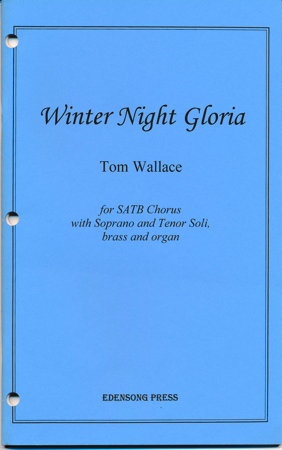 Winter Night Gloria
Tom Wallace
for SATB Chorus
with Soprano and Tenor Soli,
brass and organ
EDENSONG PRESS